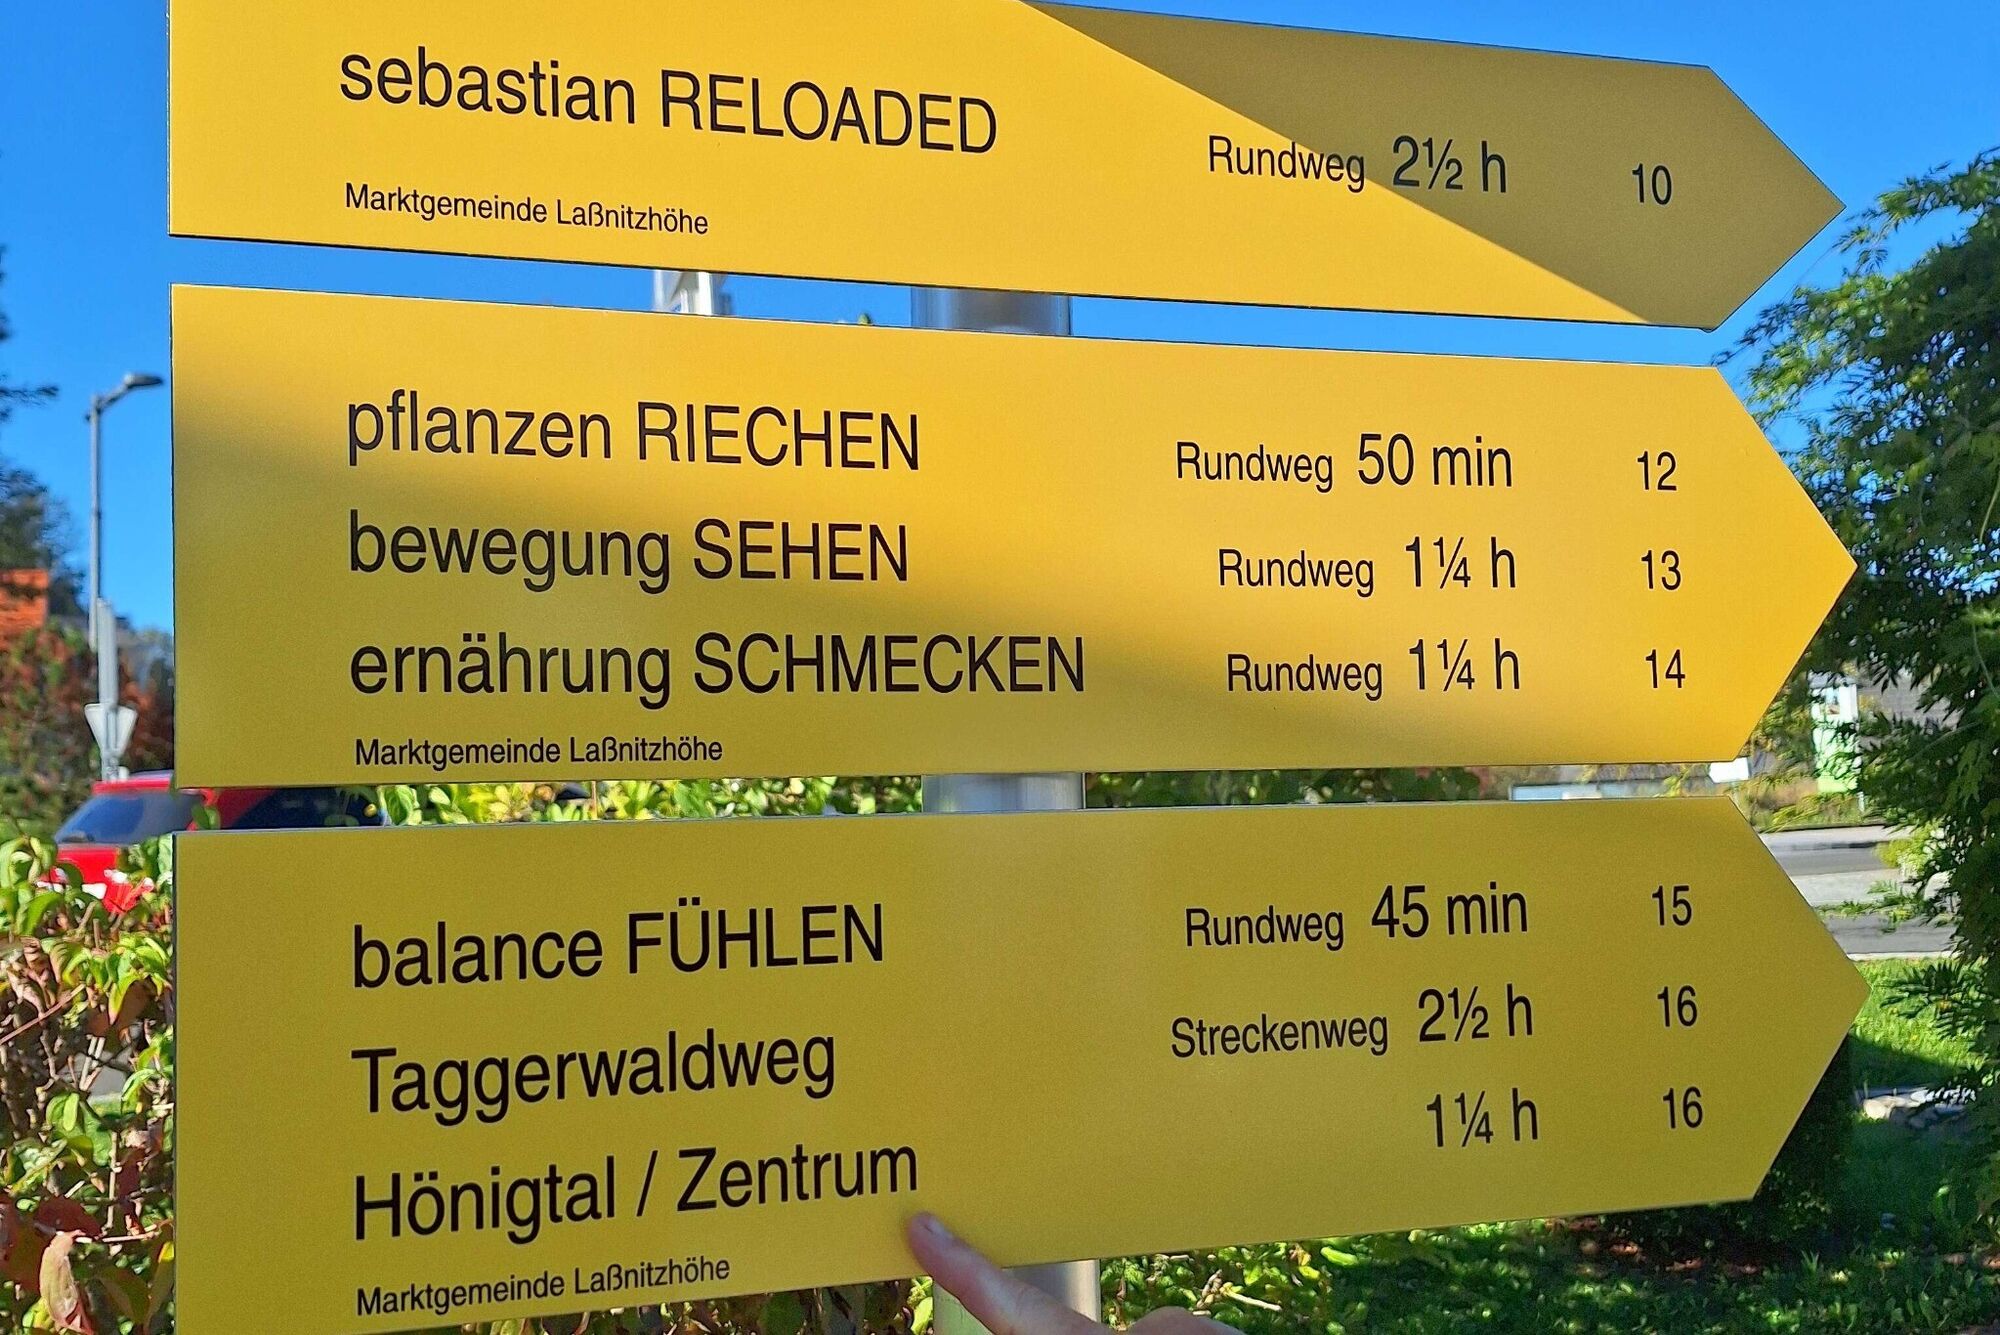 sebastian RELOADED Rundweg 2½ h 10
Marktgemeinde Laßnitzhöhe
pflanzen RIECHEN Rundweg 50 min 12
bewegung SEHEN Rundweg 1¼ h 13
ernährung SCHMECKEN Rundweg 1¼ h 14
Marktgemeinde Laßnitzhöhe
balance FÜHLEN Rundweg 45 min 15
Taggerwaldweg Streckenweg 2½ h 16
Hönigtal / Zentrum 1¼ h 16
Marktgemeinde Laßnitzhöhe